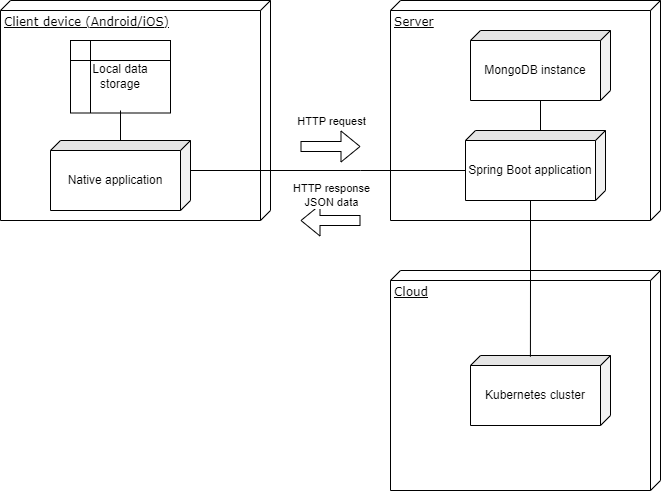 Client device (Android/iOS)
Local data
storage
Native application
HTTP request
HTTP response
JSON data
Server
MongoDB instance
Spring Boot application
Cloud
Kubernetes cluster